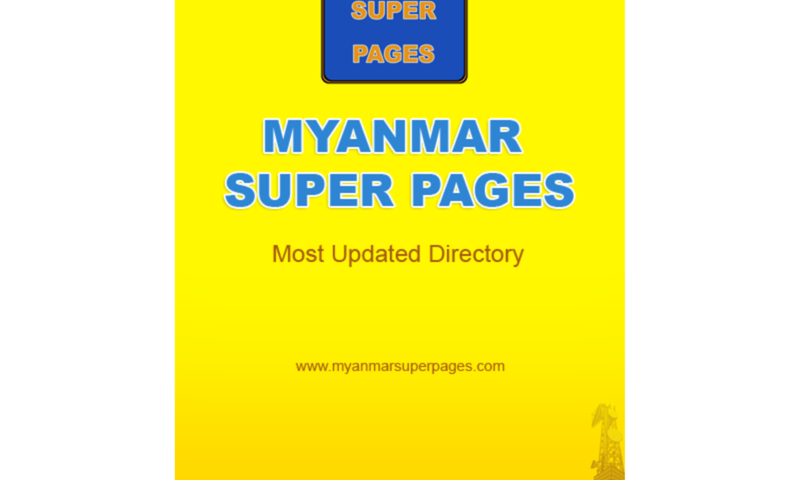 SUPER
PAGES
MYANMAR
SUPER PAGES
Most Updated Directory
www.myanmarsuperpages.com